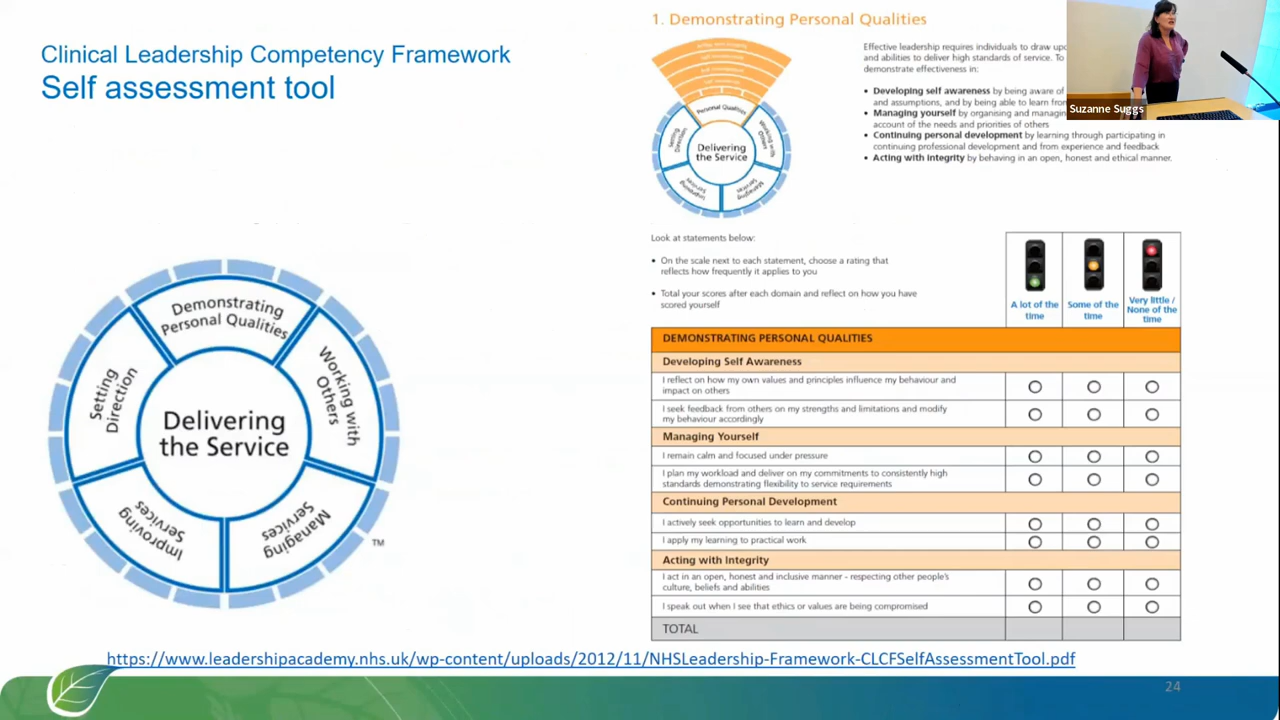 Clinical Leadership Competency Framework
Self assessment tool
Demonstrating
Personal Qualities
Working with
Others
Managing
Services
Improving
Services
Setting
Direction
Delivering
the Service
TM
1. Demonstrating Personal Qualities
Personal Qualities
Working with
Others
Managing
Services
Improving
Services
Setting
Direction
Delivering
the Service
Effective leadership requires individuals to draw
and abilities to deliver high standards of service. To
demonstrate effectiveness in:
• Developing self awareness by being aware of
and assumptions, and by being able to learn
• Managing yourself by organising and
account of the needs and priorities of others
• Continuing personal development by learning through participating in
continuing professional development and from experience and feedback
• Acting with integrity by behaving in an open, honest and ethical manner.
Suzanne Suggs
Look at statements below:
• On the scale next to each statement, choose a rating that
reflects how frequently it applies to you
• Total your scores after each domain and reflect on how you have
scored yourself
A lot of the
time
Some of the
time
Very little /
None of the
time
DEMONSTRATING PERSONAL QUALITIES
Developing Self Awareness
I reflect on how my own values and principles influence my behaviour and
impact on others
I seek feedback from others on my strengths and limitations and modify
my behaviour accordingly
Managing Yourself
I remain calm and focused under pressure
I plan my workload and deliver on my commitments to consistently high
standards demonstrating flexibility to service requirements
Continuing Personal Development
I actively seek opportunities to learn and develop
I apply my learning to practical work
Acting with Integrity
I act in an open, honest and inclusive manner - respecting other people's
culture, beliefs and abilities
I speak out when I see that ethics or values are being compromised
TOTAL
https://www.leadershipacademy.nhs.uk/wp-content/uploads/2012/11/NHSLeadership-Framework-CLCFSelfAssessmentTool.pdf
24